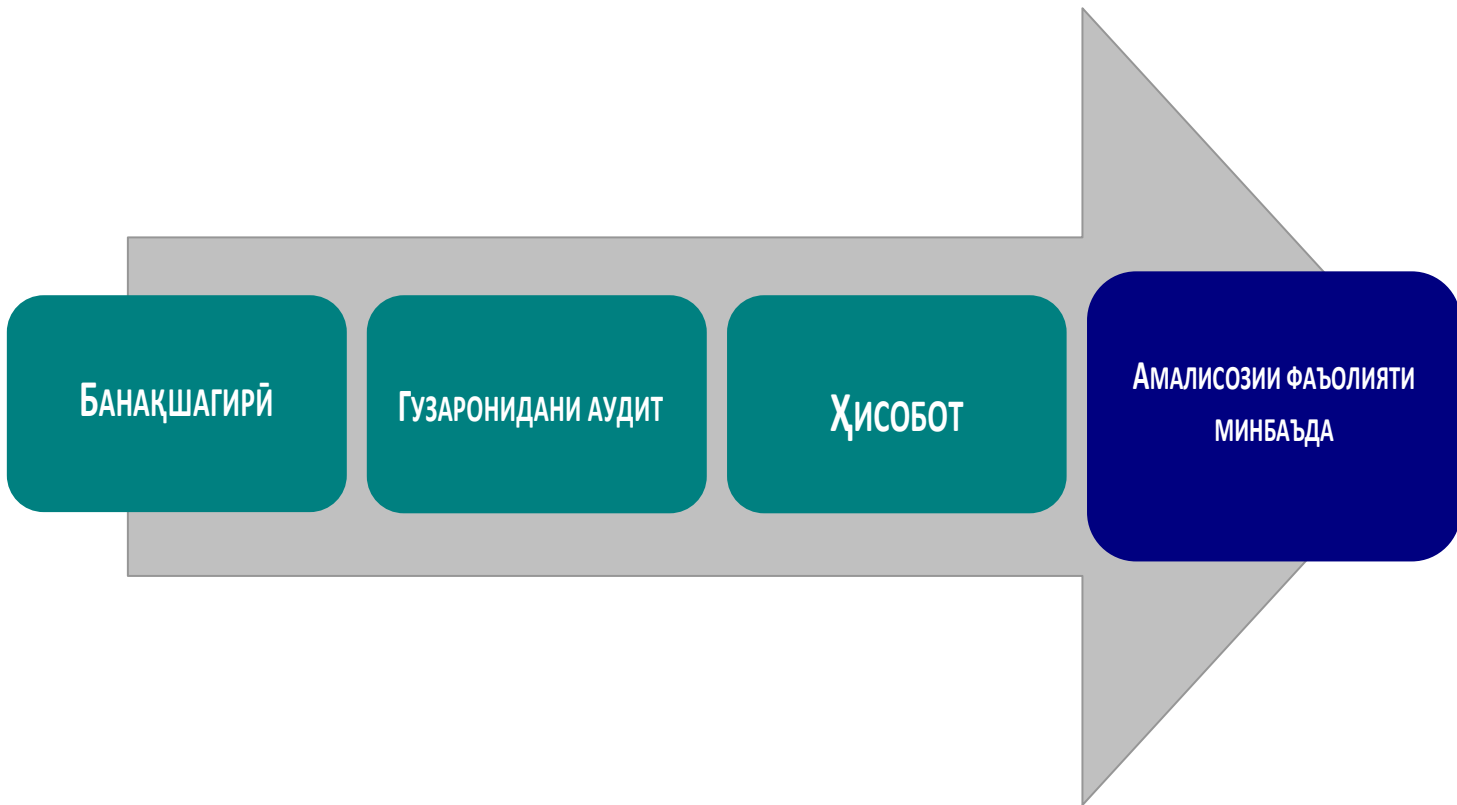 Банақшагирӣ
Гузаронидани аудит
Ҳисобот
Амалисозии фаъолияти
минбаъда